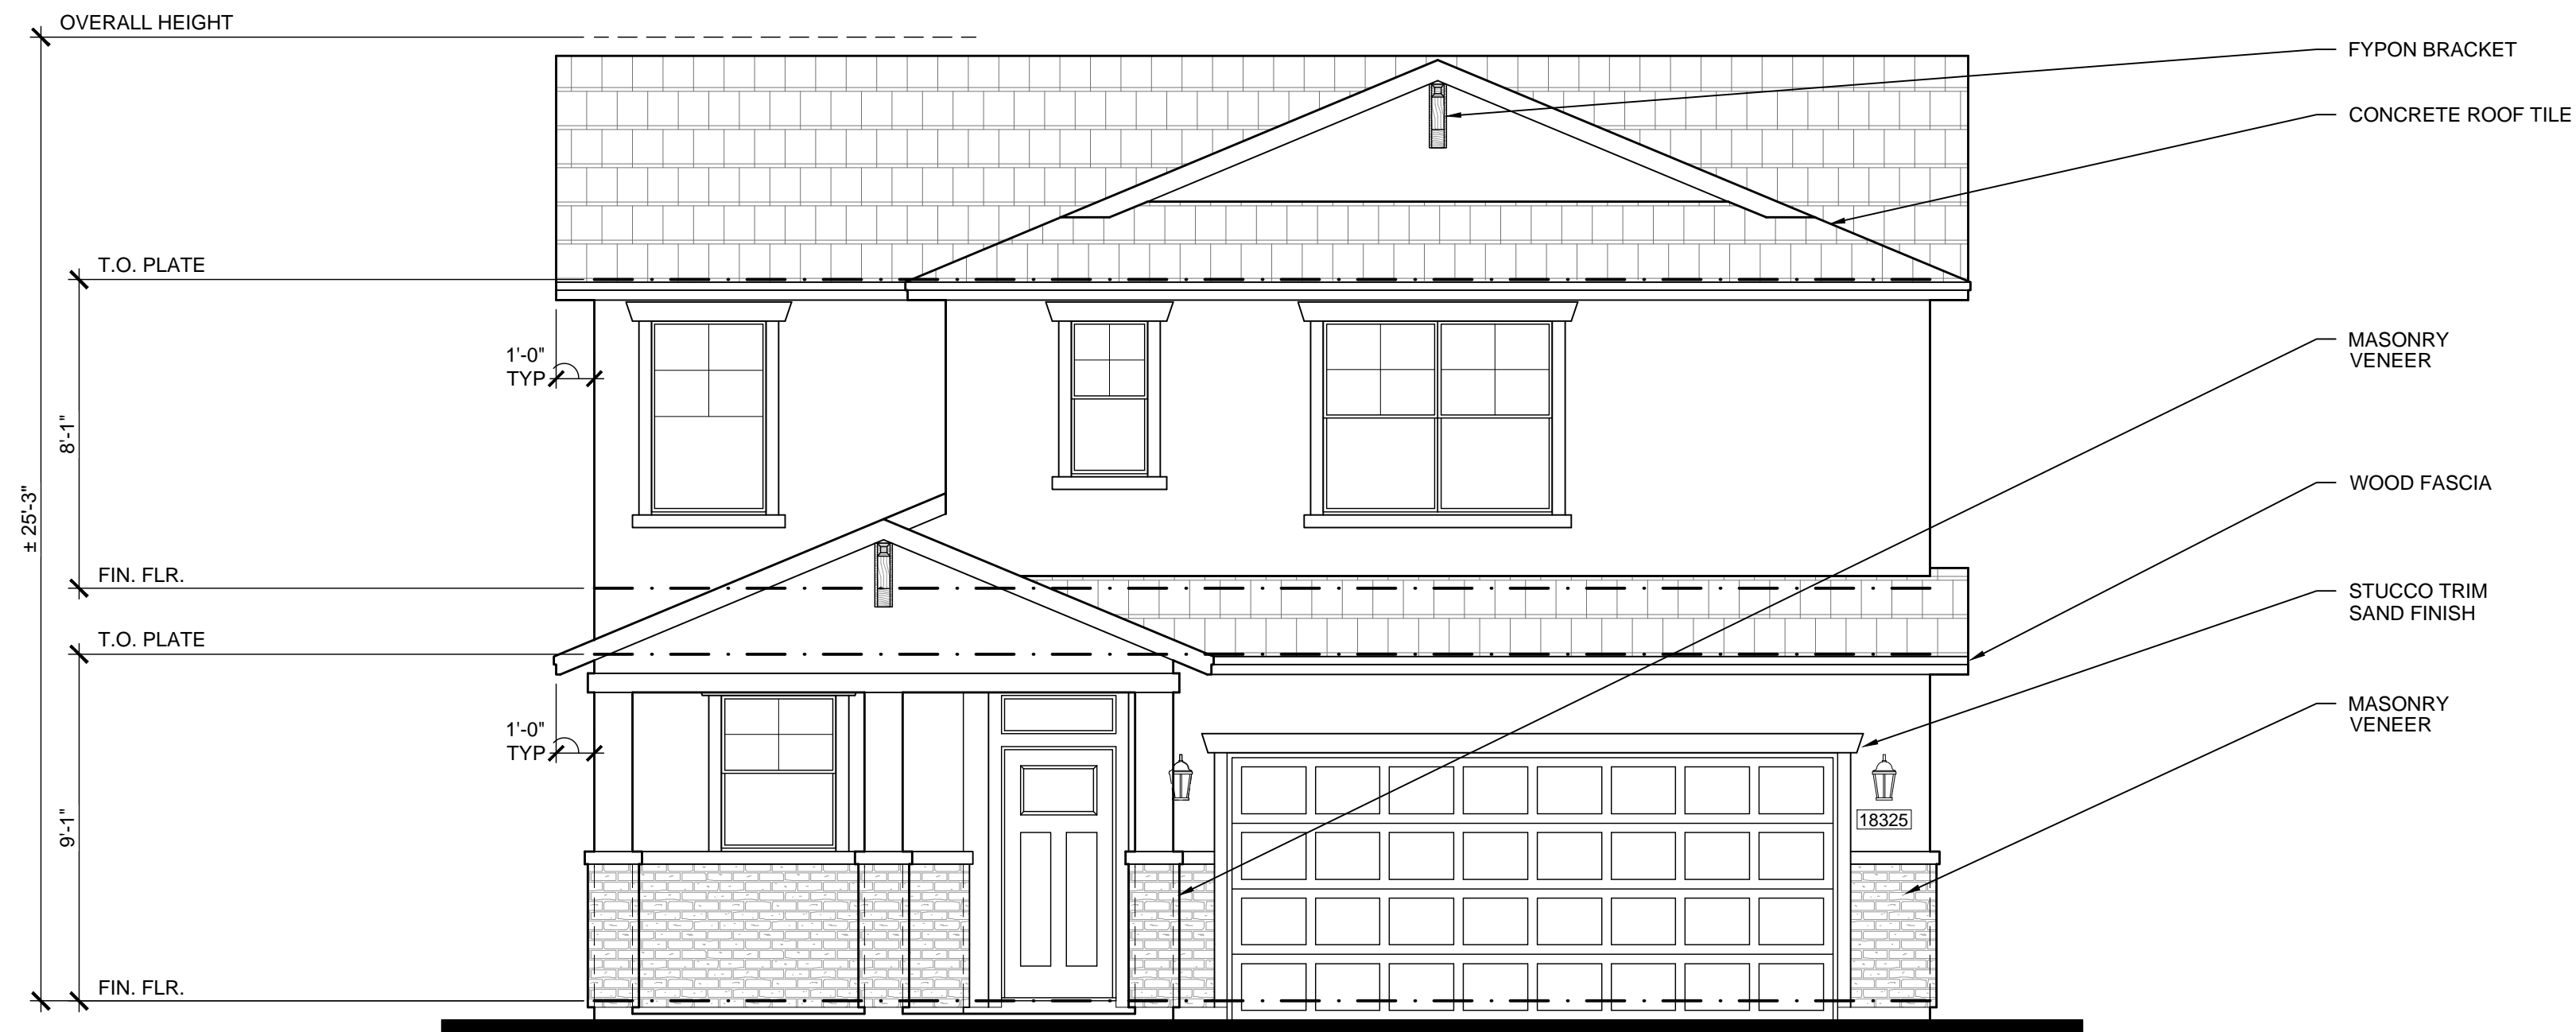 OVERALL HEIGHT
FYPON BRACKET
CONCRETE ROOF TILE
T.O. PLATE
1'-0"
TYP
MASONRY
VENEER
8'-1"
± 25'-3"
WOOD FASCIA
FIN. FLR.
STUCCO TRIM
SAND FINISH
T.O. PLATE
1'-0"
TYP
MASONRY
VENEER
9'-1"
18325
FIN. FLR.